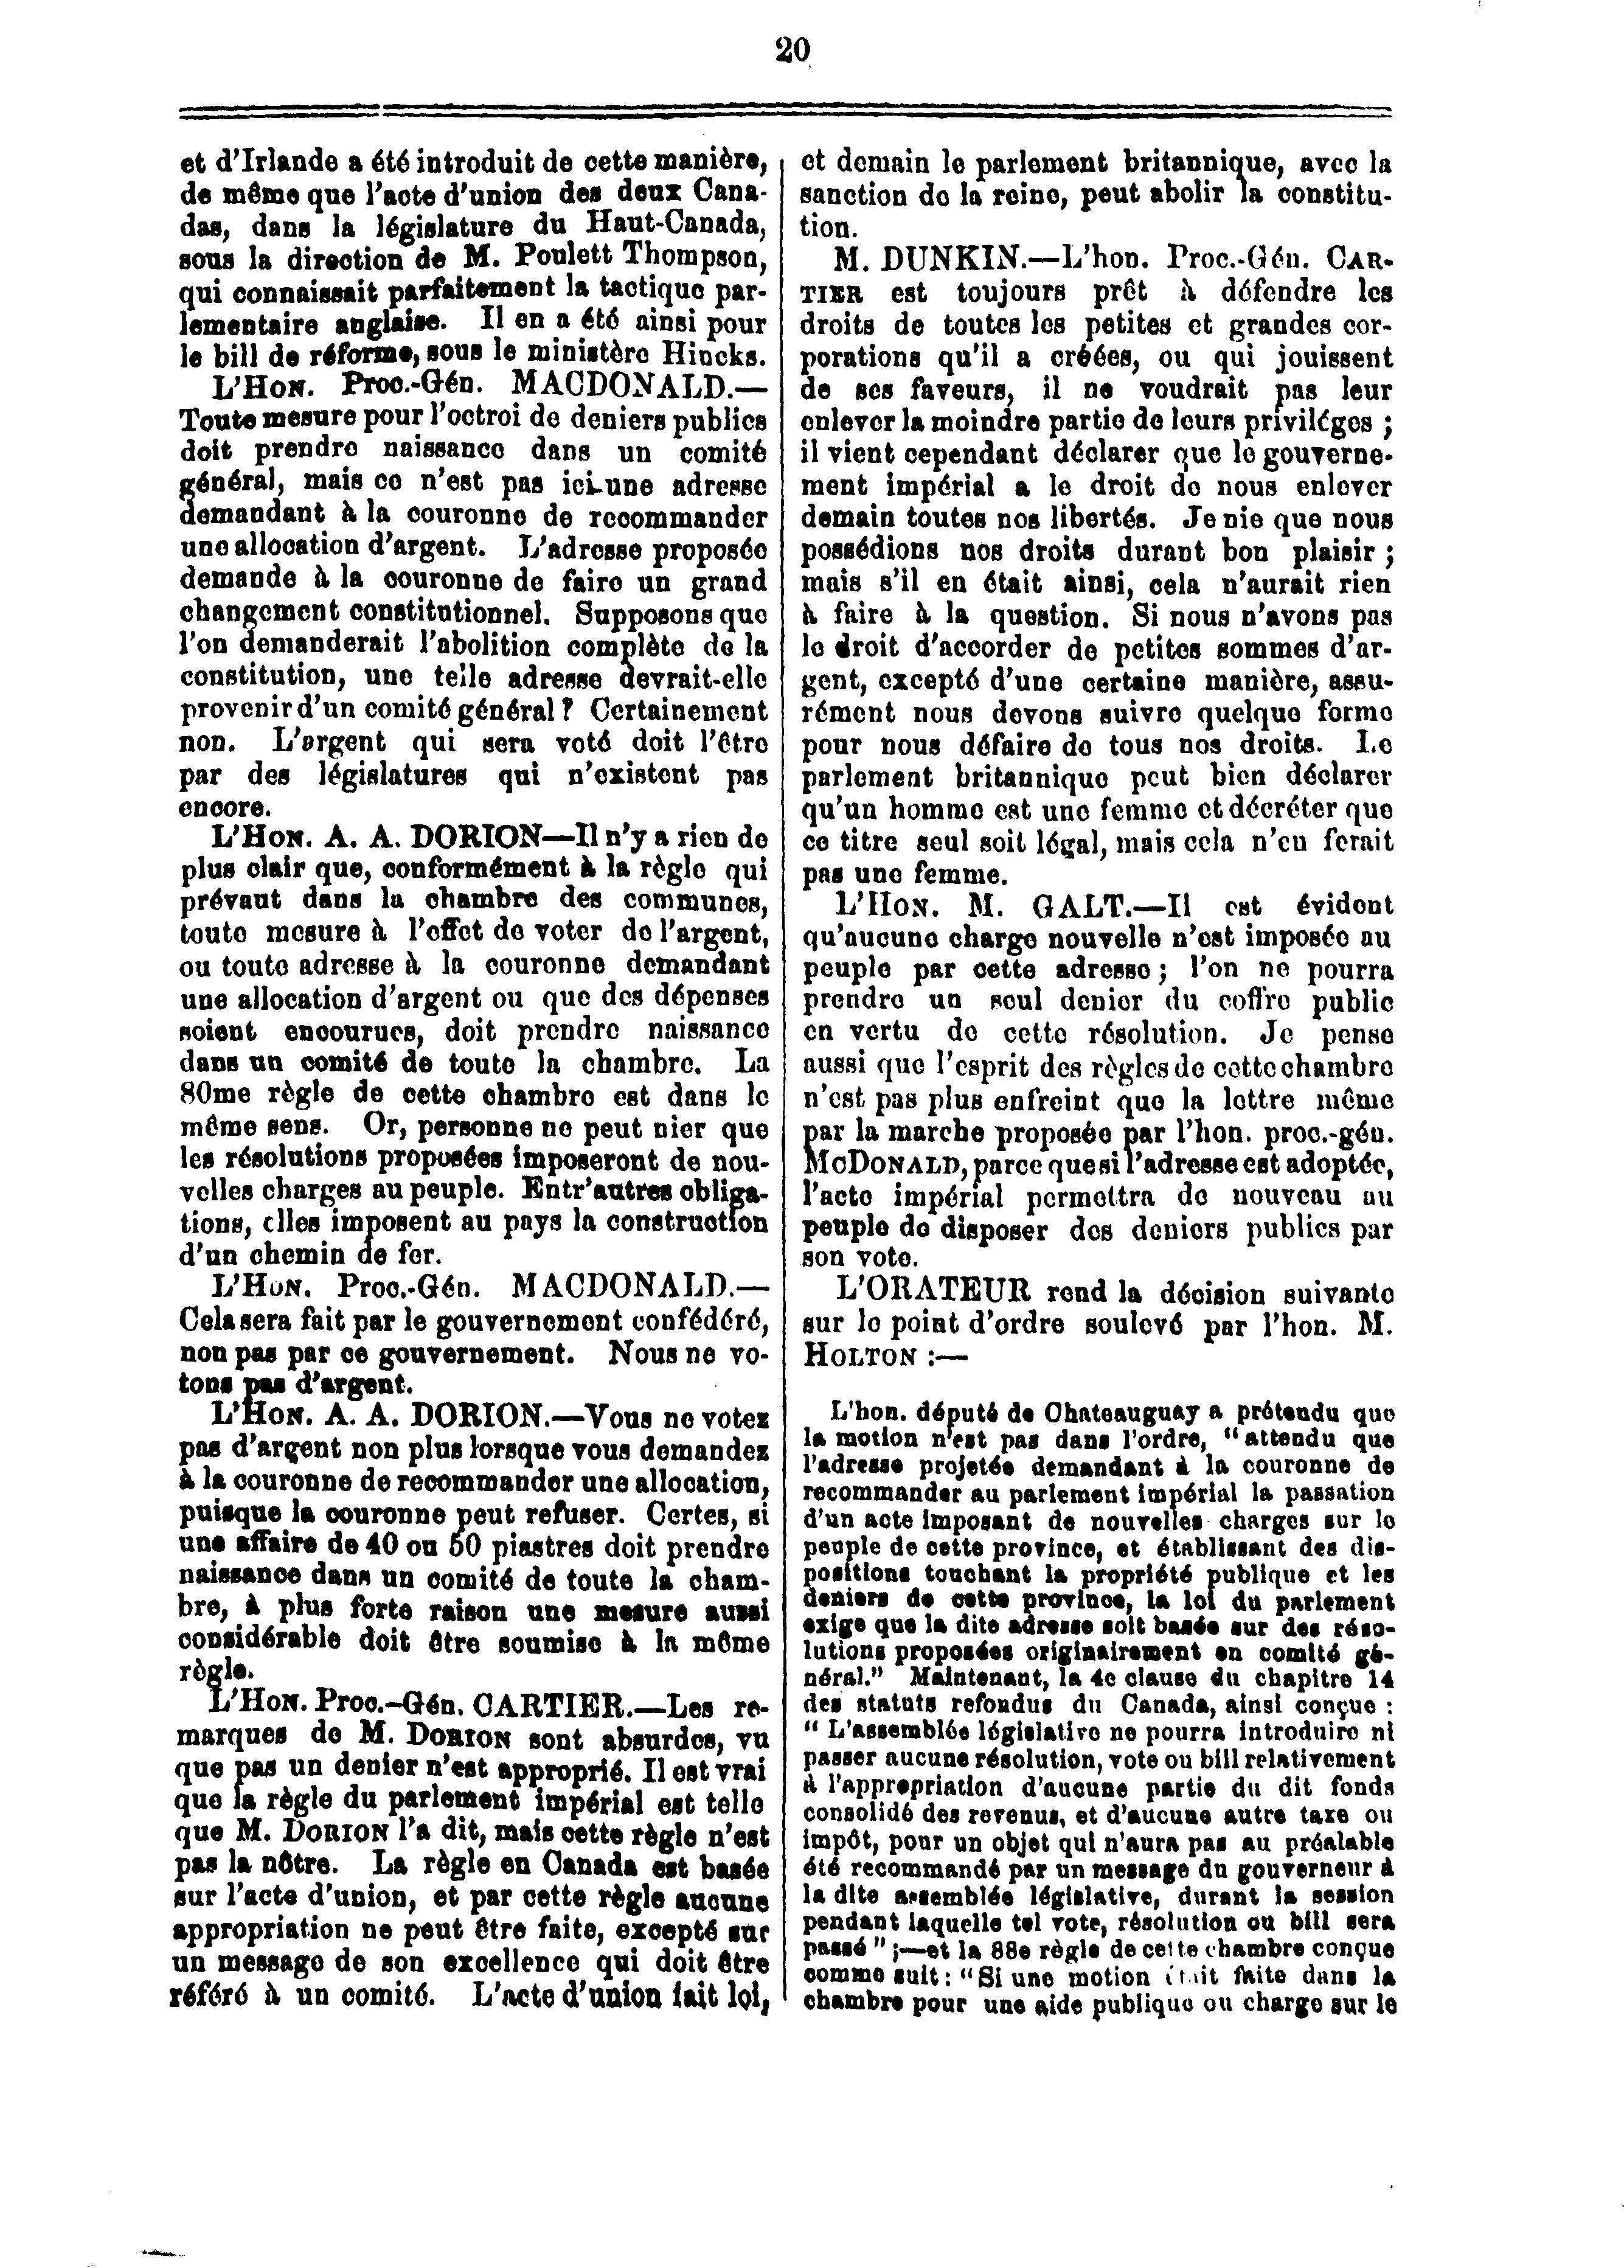 20
et d'Irlande a été introduit de cette manière,
de même que l'acte d'union des deux Cana-
das, dans la législature du Haut-Canada,
sous la direction de M. Poulett Thompson,
qui connaissait parfaitement la tactique par-
lementaire anglaise. Il en a été ainsi pour
le bill de réforme, sous le ministère Hincks.
L'HON. Proc.-Gén. MACDONALD.—
Toute mesure pour l'octroi de deniers publics
doit prendre naissance dans un comité
général, mais ce n'est pas ici une adresse
demandant à la couronne de recommander
une allocation d'argent. L'adresse proposée
demande à la couronne de faire un grand
changement constitutionnel. Supposons que
l'on demanderait l'abolition complète de la
constitution, une telle adresse devrait-elle
provenir d'un comité général? Certainement
non. L'argent qui sera voté doit l'être
par des législatures qui n'existent pas
encore.
L'HON. A. A. DORION—Il n'y a rien de
plus clair que, conformément à la règle qui
prévaut dans la chambre des communes,
toute mesure à l'effet de voter de l'argent,
ou toute adresse à la couronne demandant
une allocation d'argent ou que des dépenses
soient encourues, doit prendre naissance
dans un comité de toute la chambre. La
80me règle de cette chambre est dans le
même sens. Or, personne ne peut nier que
les résolutions proposées imposeront de nou-
velles charges au peuple. Entr'autres obliga-
tions, elles imposent au pays la construction
d'un chemin de fer.
L'HON. Proc.-Gén. MACDONALD.—
Cela sera fait par le gouvernement confédéré,
non pas par ce gouvernement. Nous ne vo-
tons pas d'argent.
L'HON. A. A. DORION.—Vous ne votez
pas d'argent non plus lorsque vous demandez
à la couronne de recommander une allocation,
puisque la couronne peut refuser. Certes, si
une affaire de 40 ou 50 piastres doit prendre
naissance dans un comité de toute la cham-
bre, à plus forte raison une mesure aussi
considérable doit être soumise à la même
règle.
L'HON. Proc.-Gén. CARTIER.—Les re-
marques de M. DORION sont absurdes, vu
que pas un denier n'est approprié. Il est vrai
que la règle du parlement impérial est telle
que M. DORION l'a dit, mais cette règle n'est
pas la nôtre. La règle en Canada est basée
sur l'acte d'union, et par cette règle aucune
appropriation ne peut être faite, excepté sur
un message de son excellence qui doit être
référé à un comité. L'acte d'union fait loi,
et demain le parlement britannique, avec la
sanction de la reine, peut abolir la constitu-
tion.
M. DUNKIN.—L'hon. Proc.-Gén. CAR-
TIER est toujours prêt à défendre les
droits de toutes les petites et grandes cor-
porations qu'il a créées, ou qui jouissent
de ses faveurs, il ne voudrait pas leur
enlever la moindre partie de leurs priviléges ;
il vient cependant déclarer que le gouverne-
ment impérial a le droit de nous enlever
demain toutes nos libertés. Je nie que nous
possédions nos droits durant bon plaisir ;
mais s'il en était ainsi, cela n'aurait rien
à faire à la question. Si nous n'avons pas
le droit d'accorder de petites sommes d'ar-
gent, excepté d'une certaine manière, assu-
rément nous devons suivre quelque forme
pour nous défaire de tous nos droits. Le
parlement britannique peut bien déclarer
qu'un homme est une femme et décréter que
ce titre seul soit légal, mais cela n'en ferait
pas une femme.
L'HON. M. GALT.—Il est évident
qu'aucune charge nouvelle n'est imposée au
peuple par cette adresse ; l'on ne pourra
prendre un seul denier du coffre public
en vertu de cette résolution. Je pense
aussi que l'esprit des règles de cette chambre
n'est pas plus enfreint que la lettre même
par la marche proposée par l'hon. proc.-gén.
MCDONALD, parce que si l'adresse est adoptée,
l'acte impérial permettra de nouveau au
peuple de disposer des deniers publics par
son vote.
L'ORATEUR rend la décision suivante
sur le point d'ordre soulevé par l'hon. M.
HOLTON :—
L'hon. député de Chateauguay a prétendu que
la motion n'est pas dans l'ordre, "attendu que
l'adresse projetée demandant à la couronne de
recommander au parlement impérial la passation
d'un acte imposant de nouvelles charges sur le
peuple de cette province, et établissant des dis-
positions touchant la propriété publique et les
deniers de cette province, la loi du parlement
exige que la dite adresse soit basée sur des réso-
lutions proposées originairement en comité gé-
néral." Maintenant, la 4e clause du chapitre 14
des statuts refondus du Canada, ainsi conçue :
" L'assemblée législative ne pourra introduire ni
passer aucune résolution, vote ou bill relativement
à l'appropriation d'aucune partie du dit fonds
consolidé des revenus, et d'aucune autre taxe ou
impôt, pour un objet qui n'aura pas au préalable
été recommandé par un message du gouverneur à
la dite assemblée législative, durant la session
pendant laquelle tel vote, résolution ou bill sera
passé " ;—et la 88e règle de cette chambre conçue
comme suit : "Si une motion était faite dans la
chambre pour une aide publique ou charge sur le